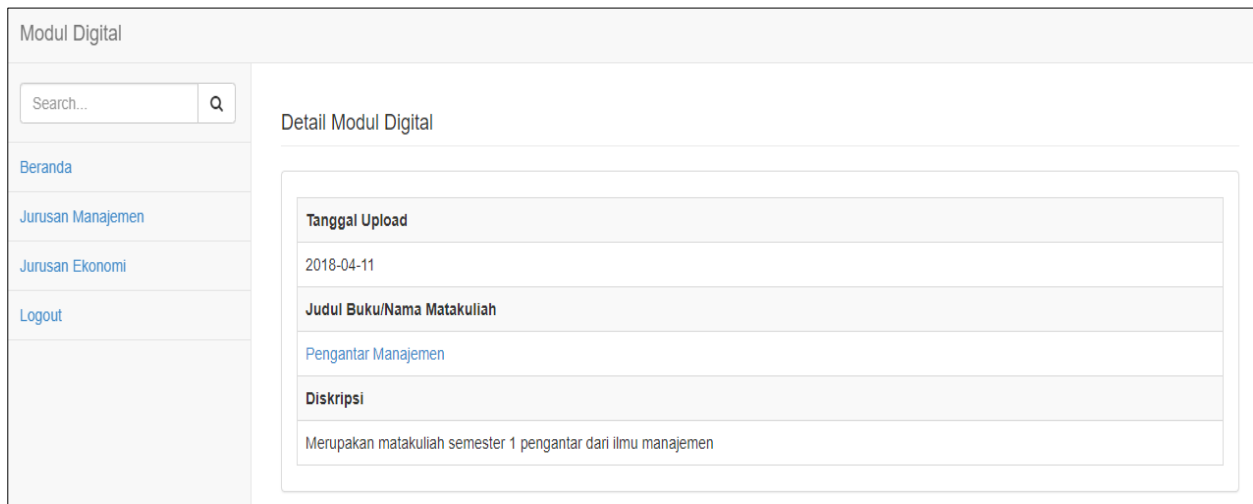 Modul Digital
Search...
Beranda
Jurusan Manajemen
Jurusan Ekonomi
Logout
Detail Modul Digital
Tanggal Upload
2018-04-11
Judul Buku/Nama Matakuliah
Pengantar Manajemen
Diskripsi
Merupakan matakuliah semester 1 pengantar dari ilmu manajemen